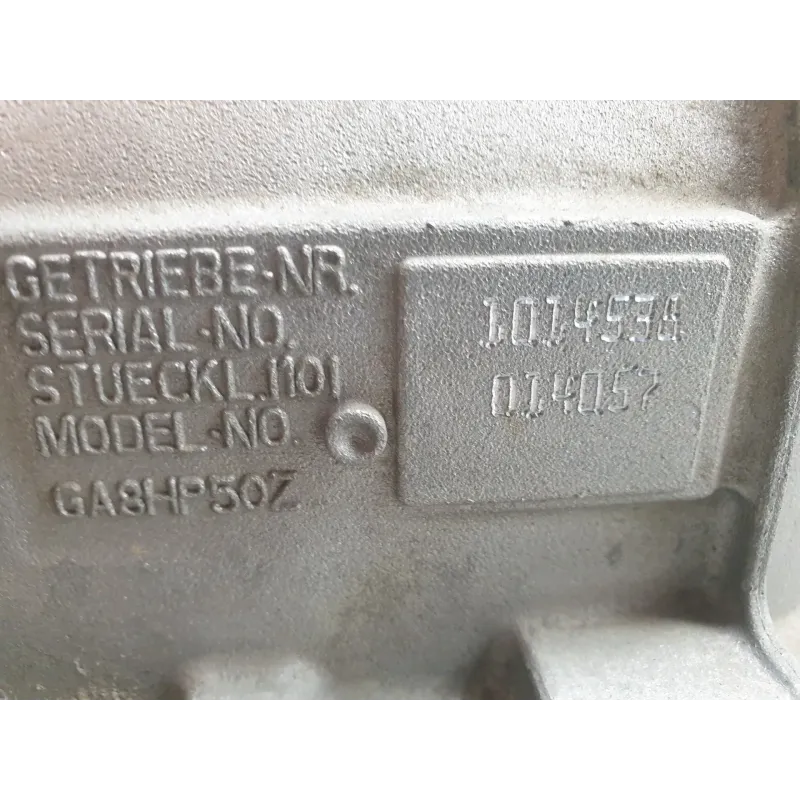 GETRIEBE·NR.
SERIAL·NO.
STUECKL.1101
MODEL·NO.
GA8HP50Z
1014538
014057